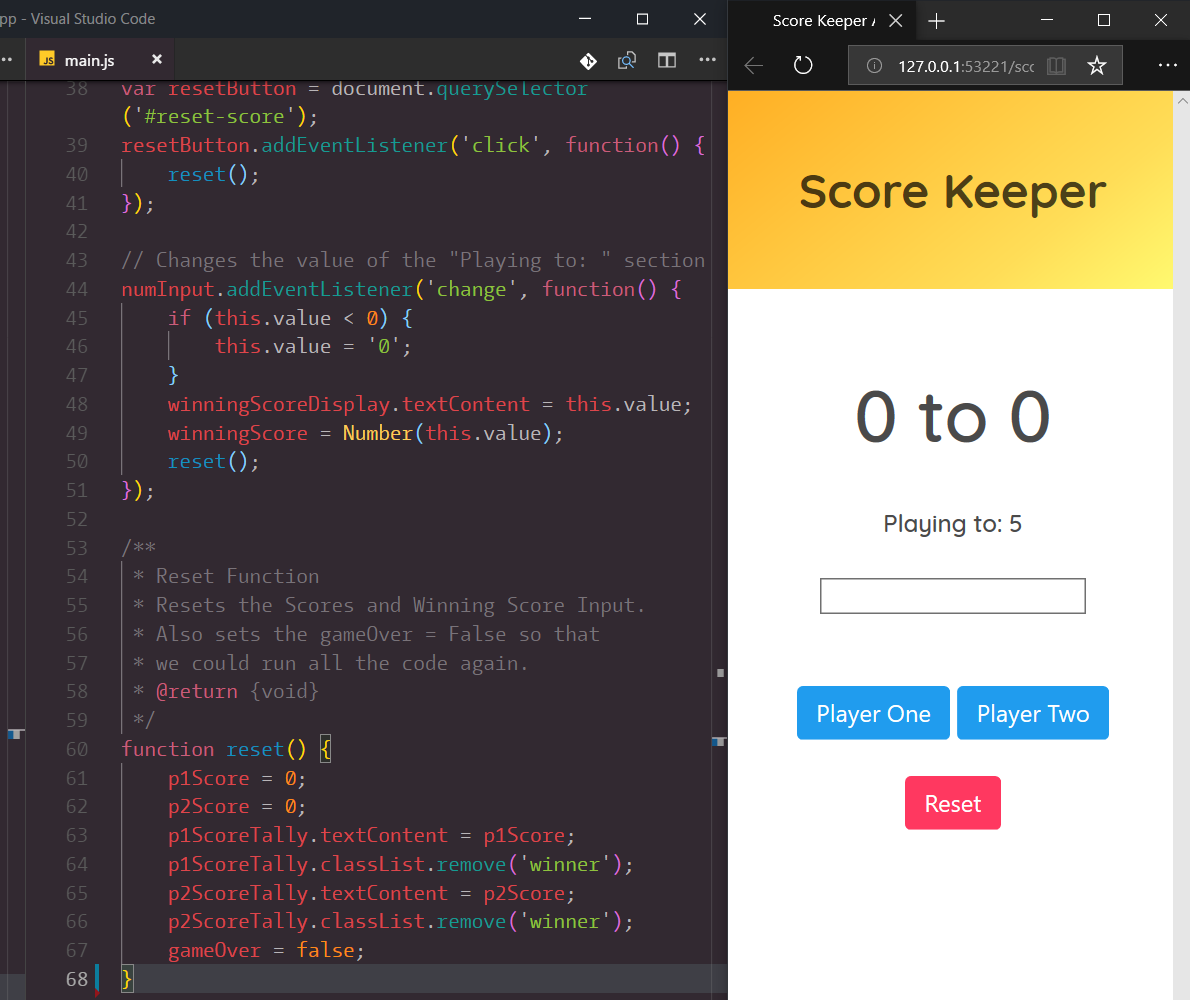 pp - Visual Studio Code
JS main.js
38 var resetButton = document.querySelector
('#reset-score');
39 resetButton.addEventListener('click', function() {
40 reset();
41 });
42
43 // Changes the value of the "Playing to: " section
44 numInput.addEventListener('change', function() {
45 if (this.value < 0) {
46 this.value = '0';
47 }
48 winningScoreDisplay.textContent = this.value;
49 winningScore = Number(this.value);
50 reset();
51 });
52
53 /**
54 * Reset Function
55 * Resets the Scores and Winning Score Input.
56 * Also sets the gameOver = False so that
57 * we could run all the code again.
58 * @return {void}
59 */
60 function reset() {
61 p1Score = 0;
62 p2Score = 0;
63 p1ScoreTally.textContent = p1Score;
64 p1ScoreTally.classList.remove('winner');
65 p2ScoreTally.textContent = p2Score;
66 p2ScoreTally.classList.remove('winner');
67 gameOver = false;
68 }
Score Keeper A
127.0.0.1:53221/sco
Score Keeper
0 to 0
Playing to: 5
Player One Player Two
Reset